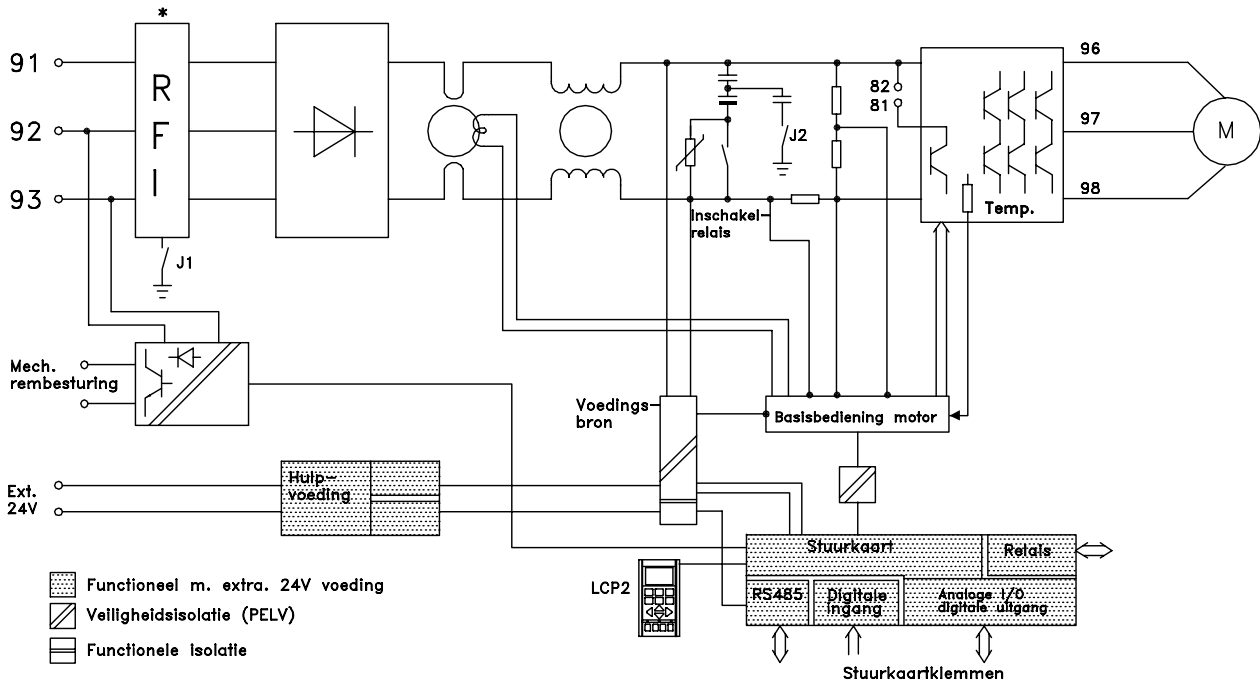 *
91
92
93
R
F
I
J1
82
81
J2
Inschakel-
relais
Temp.
96
97
98
M
Mech.
rembesturing
Voedings-
bron
Basisbediening motor
Ext.
24V
Hulp-
voeding
Stuurkaart
Relais
LCP2
RS485
Digitale
ingang
Analoge I/O
digitale uitgang
Stuurkaartklemmen
Functioneel m. extra. 24V voeding
Veiligheidsisolatie (PELV)
Functionele isolatie